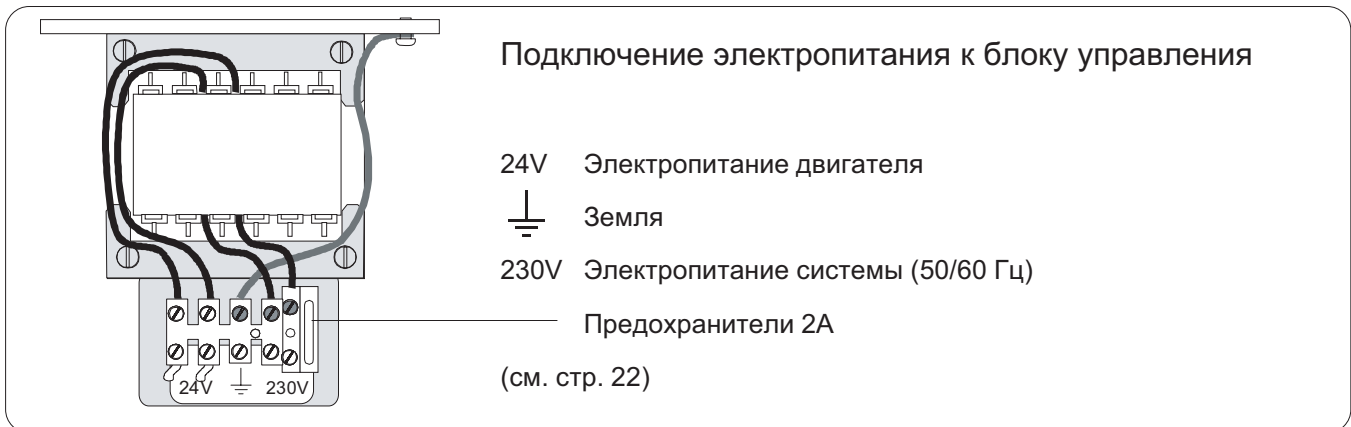 Подключение электропитания к блоку управления
24V Электропитание двигателя
Земля
230V Электропитание системы (50/60 Гц)
Предохранители 2А
(см. стр. 22)
24V 230V